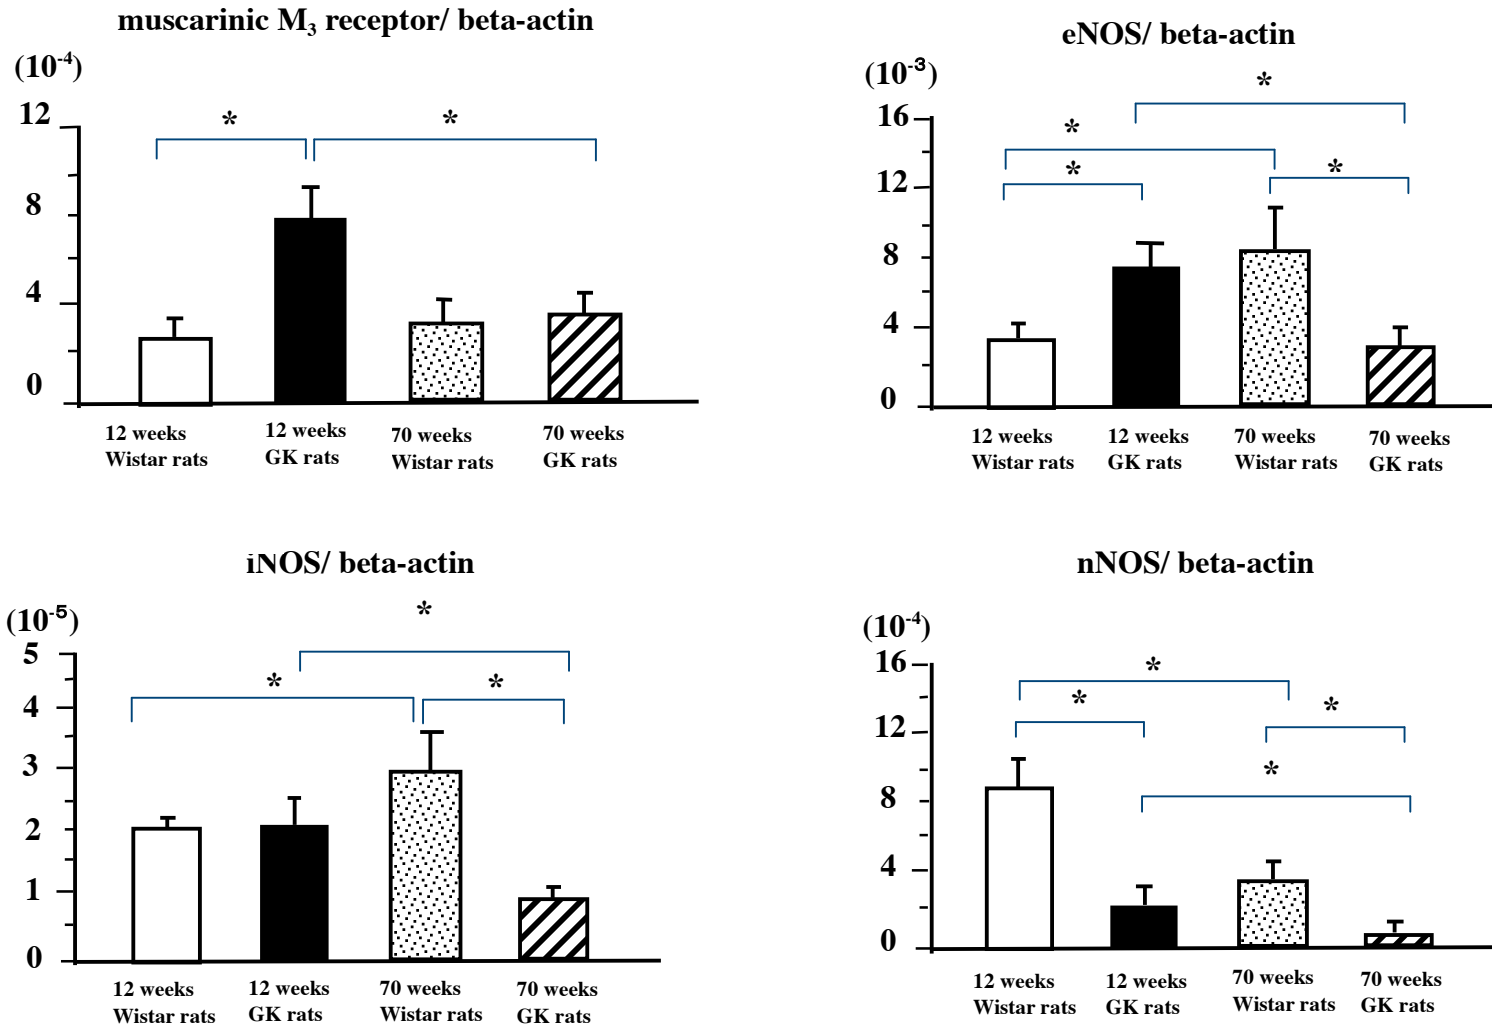 muscarinic M3 receptor/ beta-actin
(10-4)
12
8
4
0
* *
12 weeks
Wistar rats
12 weeks
GK rats
70 weeks
Wistar rats
70 weeks
GK rats
eNOS/ beta-actin
(10-3)
16
12
8
4
0
*
*
* *
12 weeks
Wistar rats
12 weeks
GK rats
70 weeks
Wistar rats
70 weeks
GK rats
iNOS/ beta-actin
(10-5)
5
4
3
2
1
0
*
* *
12 weeks
Wistar rats
12 weeks
GK rats
70 weeks
Wistar rats
70 weeks
GK rats
nNOS/ beta-actin
(10-4)
16
12
8
4
0
*
* *
*
12 weeks
Wistar rats
12 weeks
GK rats
70 weeks
Wistar rats
70 weeks
GK rats